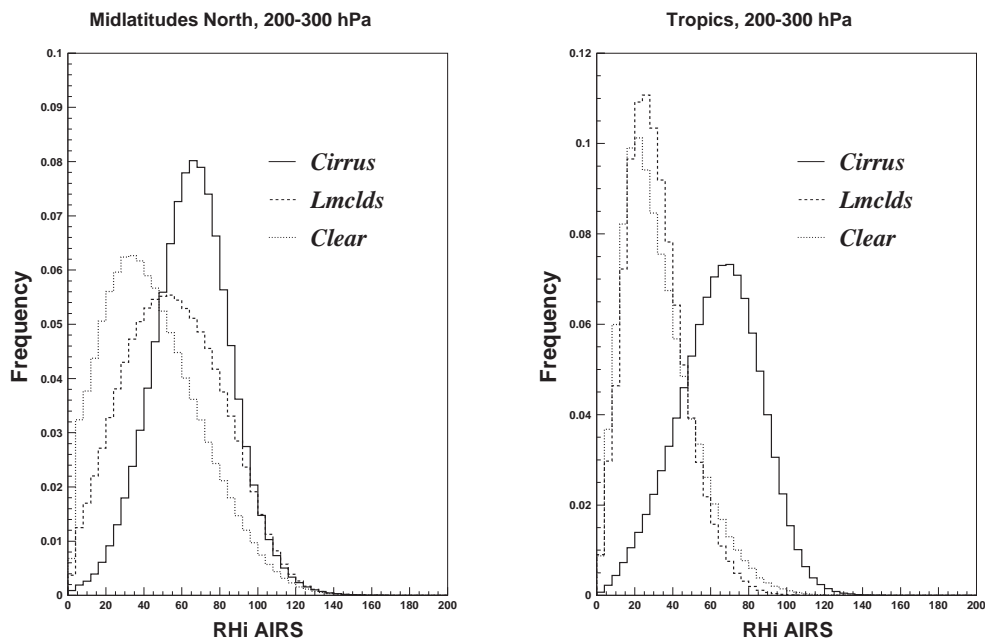 Midlatitudes North, 200-300 hPa
Frequency
0.1
0.09
0.08
0.07
0.06
0.05
0.04
0.03
0.02
0.01
0
Cirrus
Lmclds
Clear
0 20 40 60 80 100 120 140 160 180 200
RHi AIRS
Tropics, 200-300 hPa
Frequency
0.12
0.1
0.08
0.06
0.04
0.02
0
Cirrus
Lmclds
Clear
0 20 40 60 80 100 120 140 160 180 200
RHi AIRS